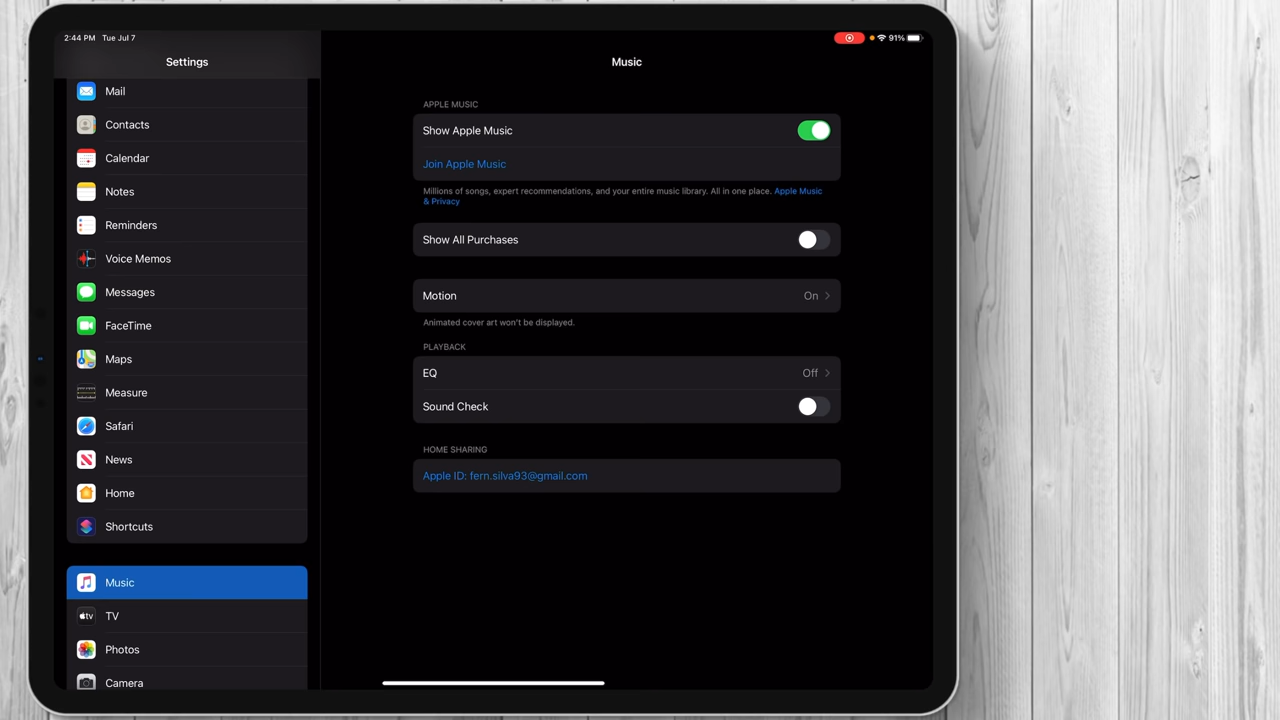 2:44 PM Tue Jul 7
91%
Settings
Mail
Contacts
Calendar
Notes
Reminders
Voice Memos
Messages
FaceTime
Maps
Measure
Safari
News
Home
Shortcuts
Music
tv TV
Photos
Camera
Music
APPLE MUSIC
Show Apple Music
Join Apple Music
Millions of songs, expert recommendations, and your entire music library. All in one place. Apple Music
& Privacy
Show All Purchases
Motion On
Animated cover art won't be displayed.
PLAYBACK
EQ Off
Sound Check
HOME SHARING
Apple ID: fern.silva93@gmail.com